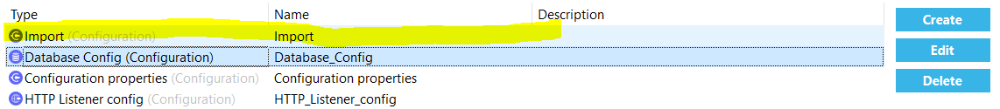 Type Name Description
Import (Configuration) Import
Database Config (Configuration) Database_Config
Configuration properties (Configuration) Configuration properties
HTTP Listener config (Configuration) HTTP_Listener_config
Create
Edit
Delete